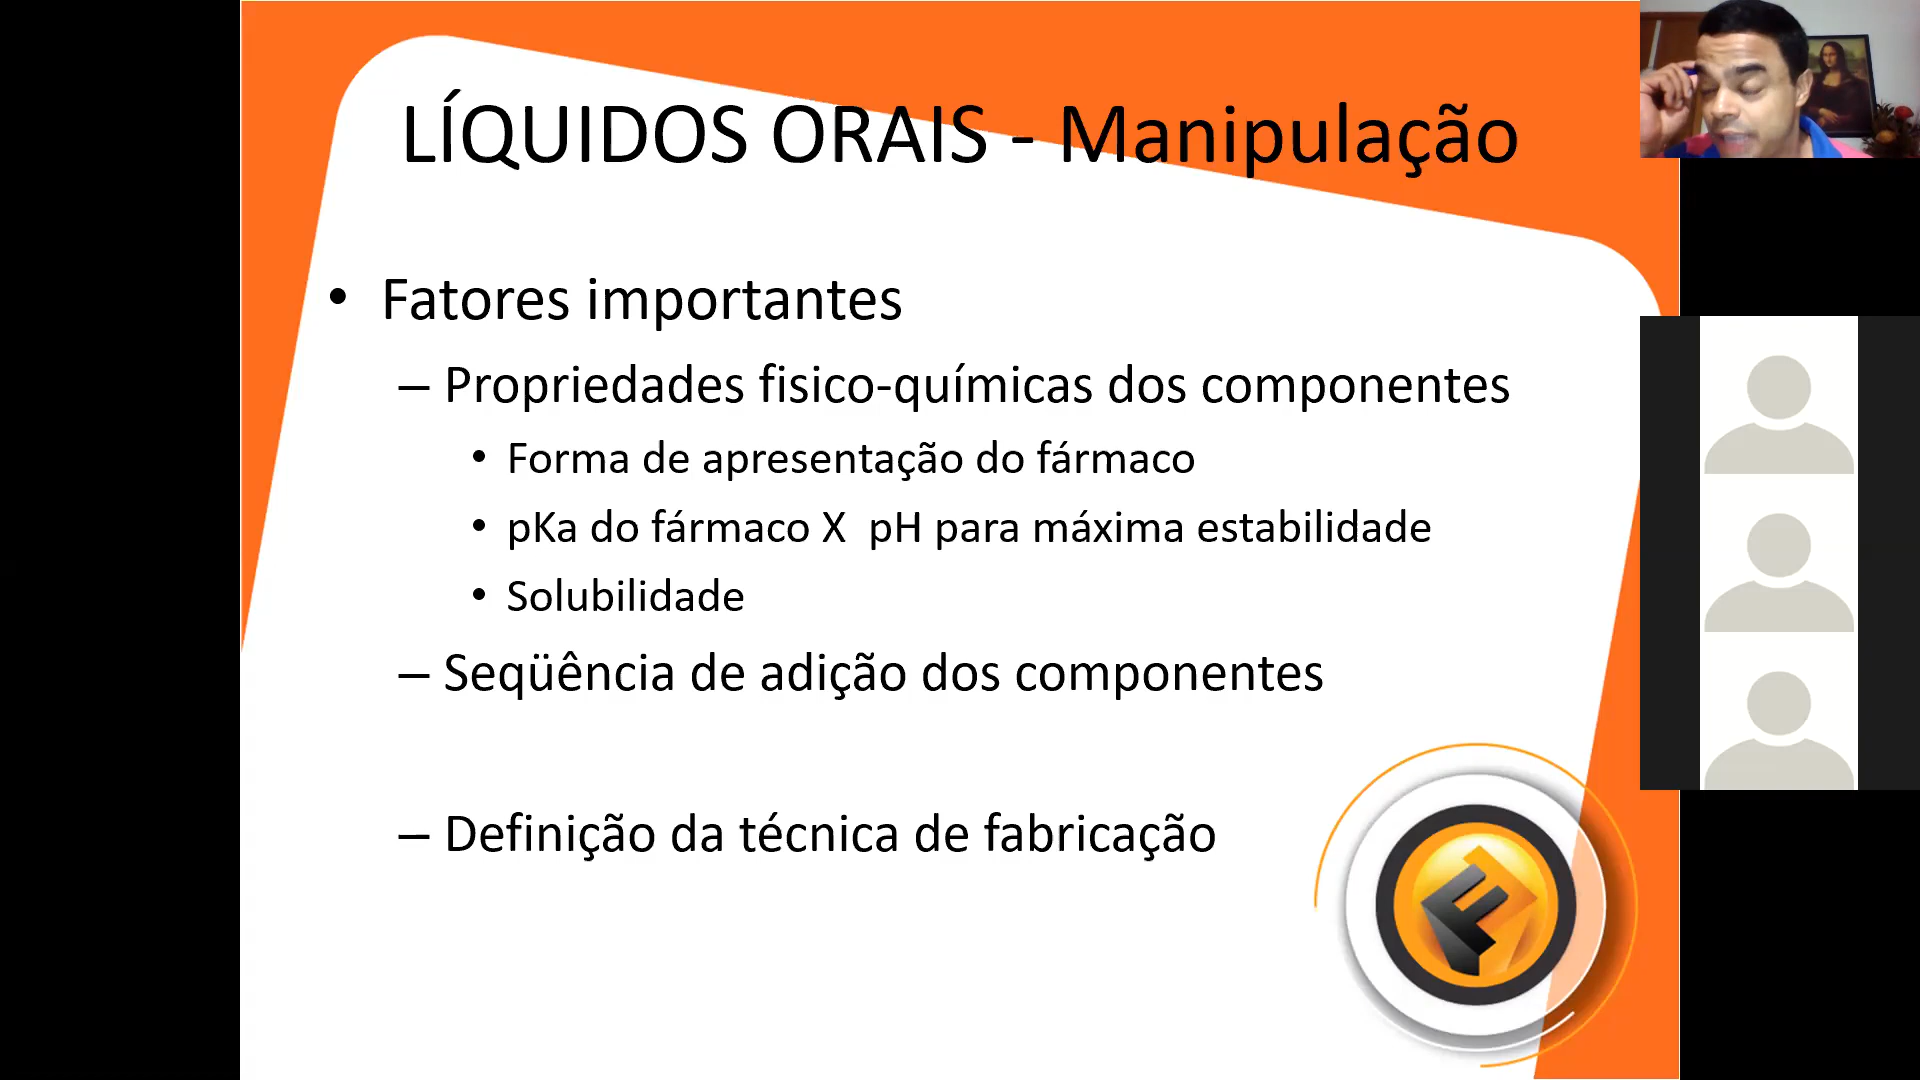 LÍQUIDOS ORAIS - Manipulação
• Fatores importantes
– Propriedades fisico-químicas dos componentes
• Forma de apresentação do fármaco
• pKa do fármaco X pH para máxima estabilidade
• Solubilidade
– Seqüência de adição dos componentes
– Definição da técnica de fabricação